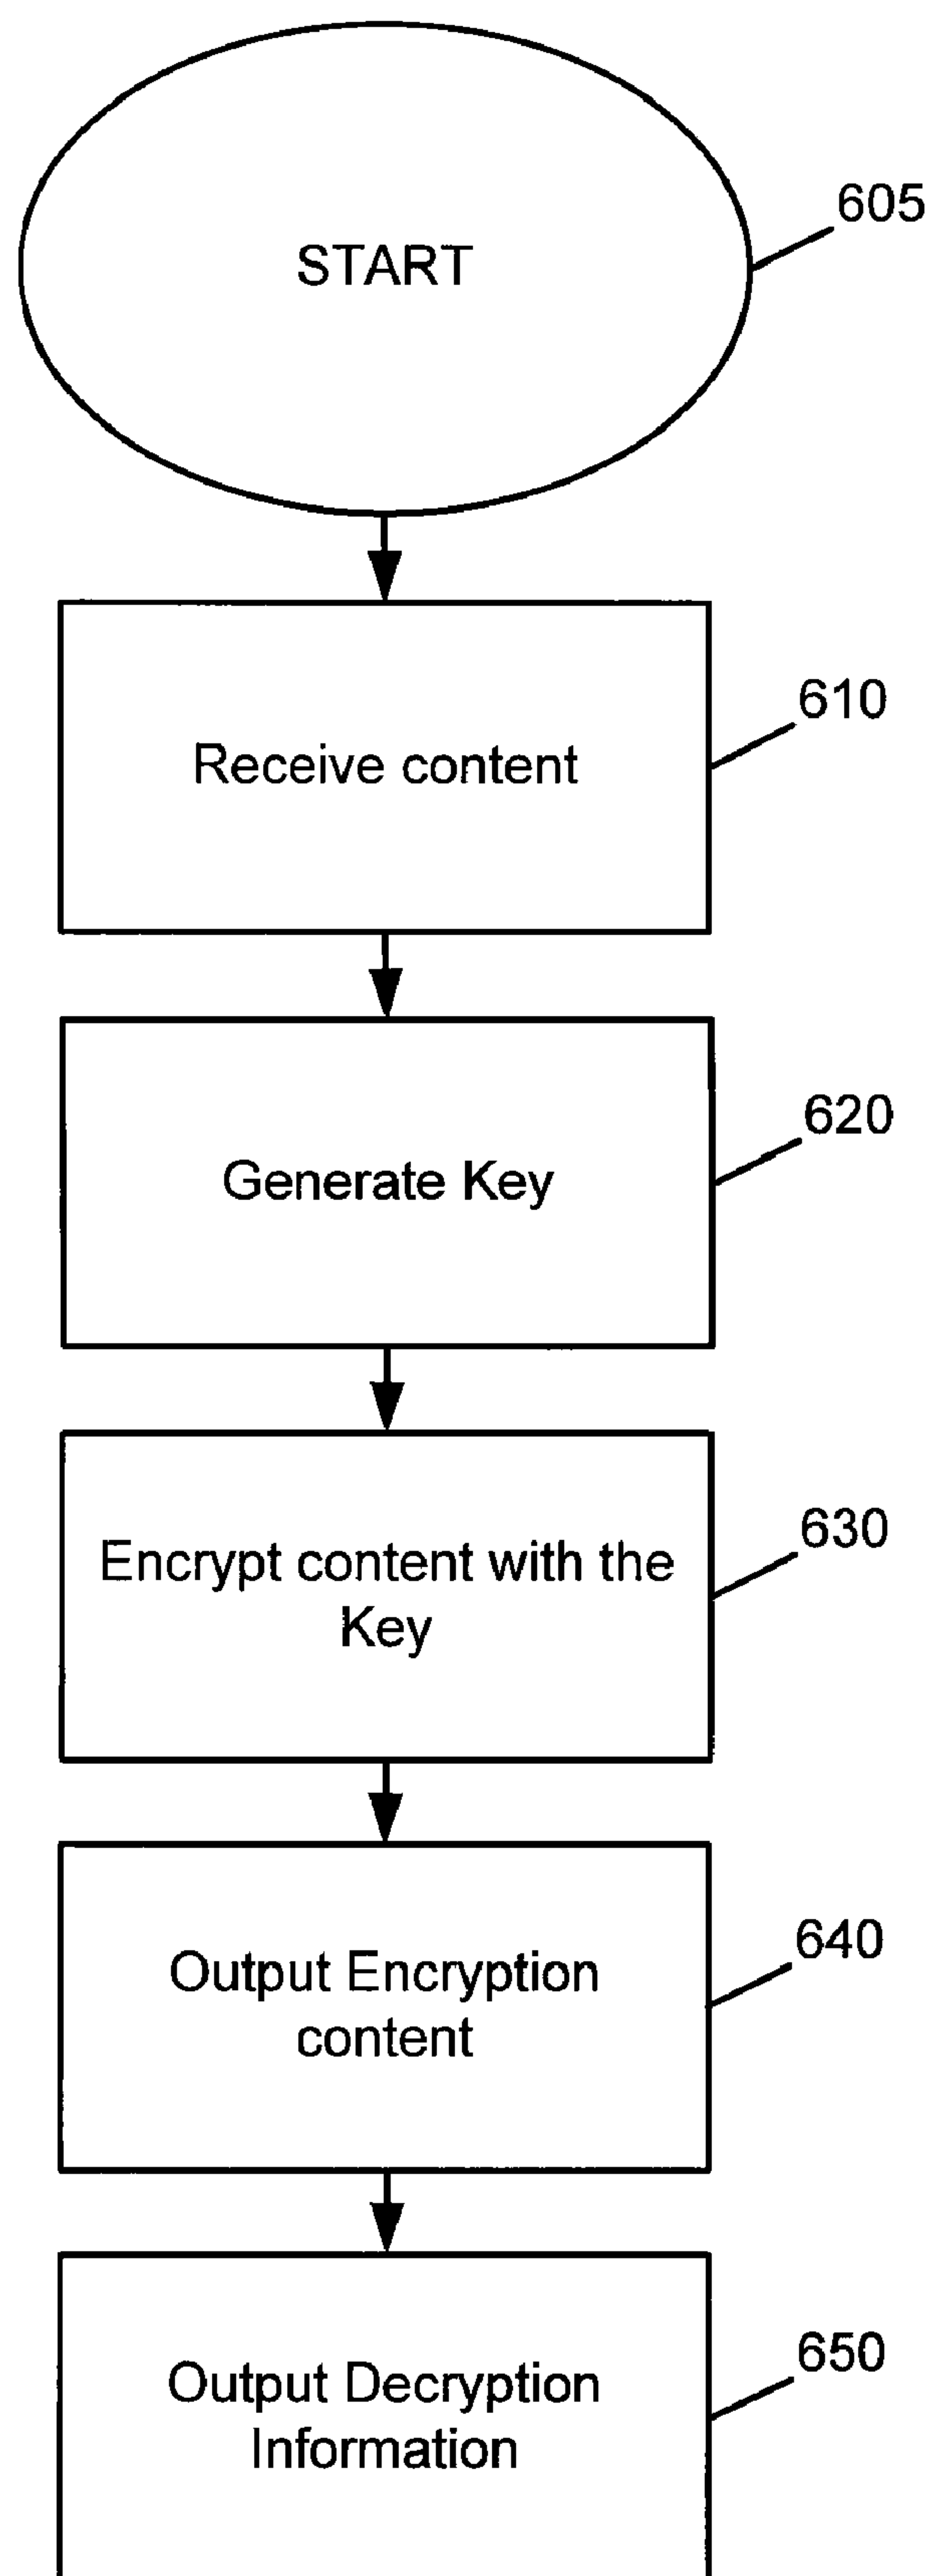 START
605
Receive content
610
Generate Key
620
Encrypt content with the
Key
630
Output Encryption
content
640
Output Decryption
Information
650